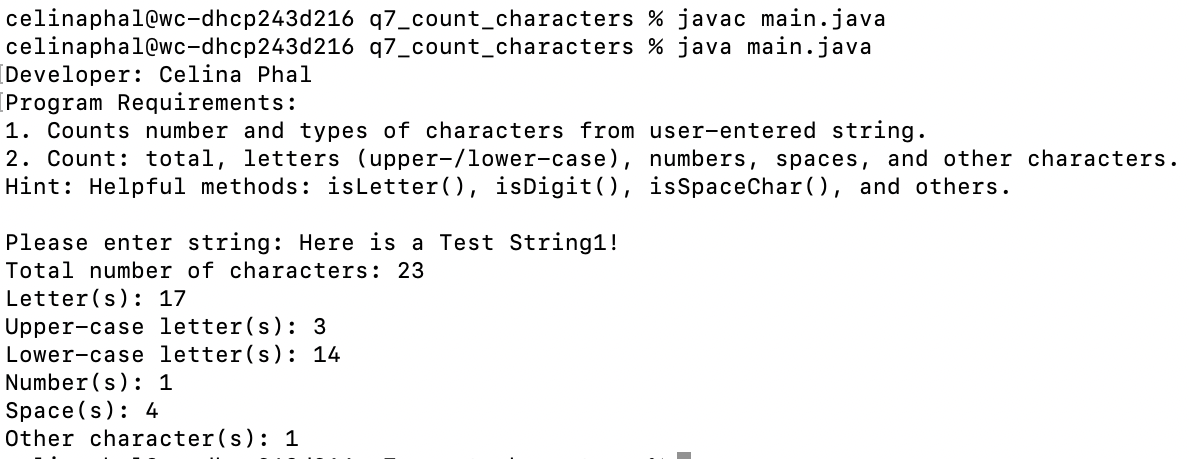 celinaphal@wc-dhcp243d216 q7_count_characters % javac main.java
celinaphal@wc-dhcp243d216 q7_count_characters % java main.java
[Developer: Celina Phal
[Program Requirements:
1. Counts number and types of characters from user-entered string.
2. Count: total, letters (upper-/lower-case), numbers, spaces, and other characters.
Hint: Helpful methods: isLetter(), isDigit(), isSpaceChar(), and others.
Please enter string: Here is a Test String1!
Total number of characters: 23
Letter(s): 17
Upper-case letter(s): 3
Lower-case letter(s): 14
Number(s): 1
Space(s): 4
Other character(s): 1